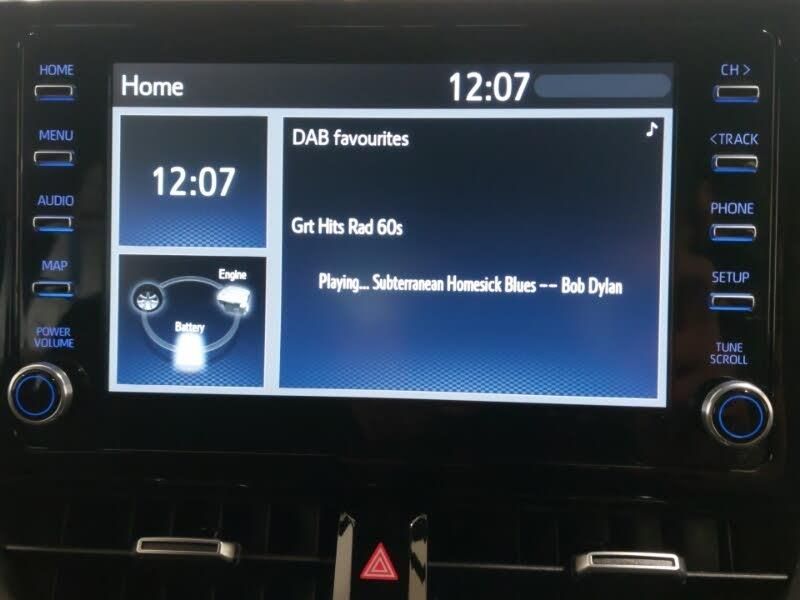 HOME
MENU
AUDIO
MAP
POWER
VOLUME
Home
12:07
12:07
Engine
Battery
DAB favourites
Grt Hits Rad 60s
Playing... Subterranean Homesick Blues -- Bob Dylan
CH >
<TRACK
PHONE
SETUP
TUNE
SCROLL